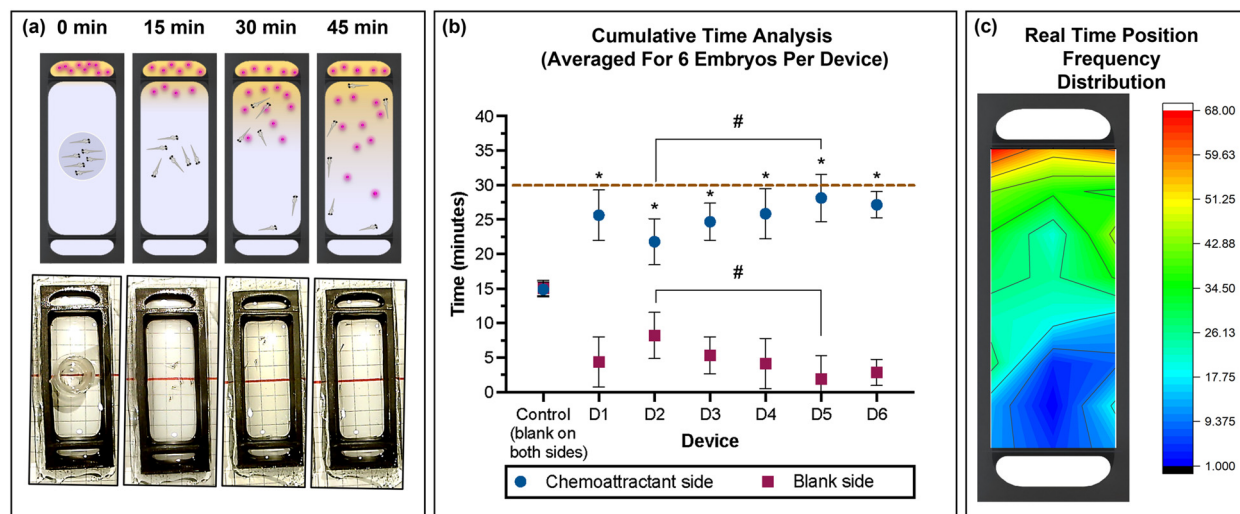 (a) 0 min 15 min 30 min 45 min
(b)
Cumulative Time Analysis
(Averaged For 6 Embryos Per Device)
Time (minutes)
40
35
30
25
20
15
10
5
0
#
#
* * * * * *
Control
(blank on
both sides)
D1 D2 D3 D4 D5 D6
Device
Chemoattractant side Blank side
(c)
Real Time Position
Frequency
Distribution
68.00
59.63
51.25
42.88
34.50
26.13
17.75
9.375
1.000